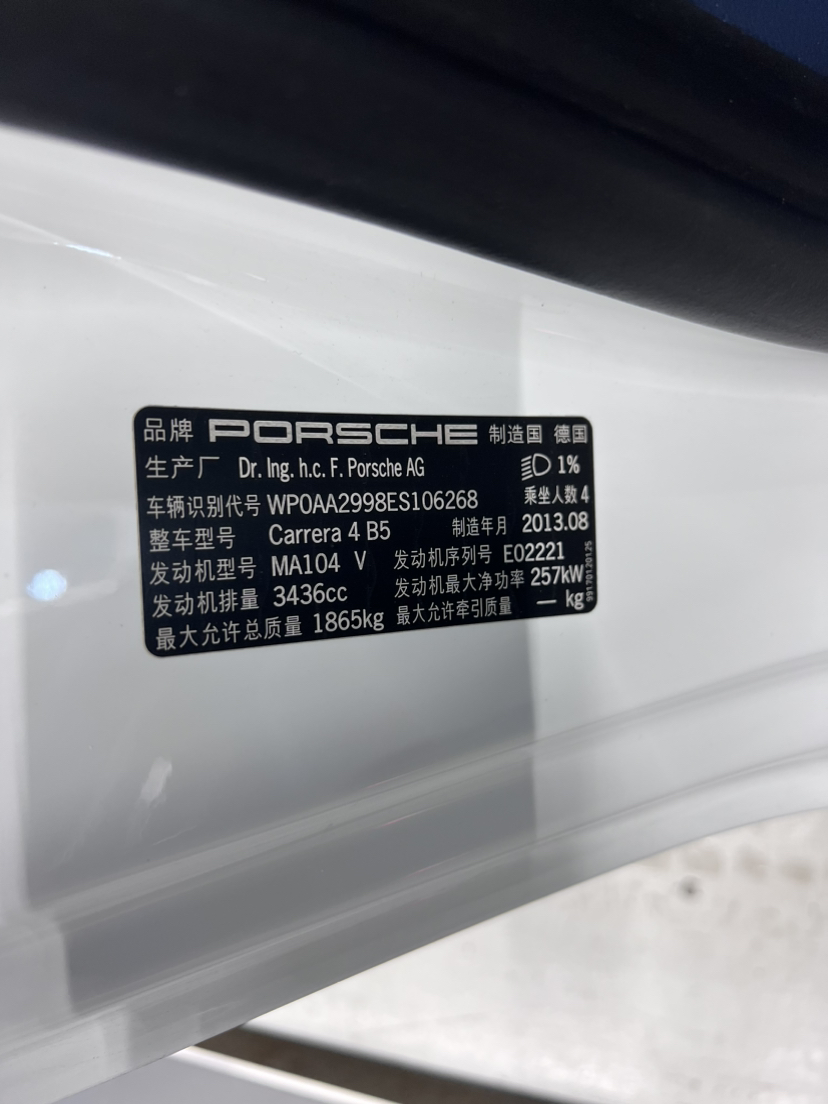 品牌 PORSCHE 制造国 德国
生产厂 Dr. Ing. h.c. F. Porsche AG 1%
车辆识别代号 WP0AA2998ES106268 乘坐人数 4
整车型号 Carrera 4 B5 制造年月 2013.08
发动机型号 MA104 V 发动机序列号 E02221
发动机排量 3436cc 发动机最大净功率 257kW
最大允许总质量 1865kg 最大允许牵引质量 — kg
99170120125